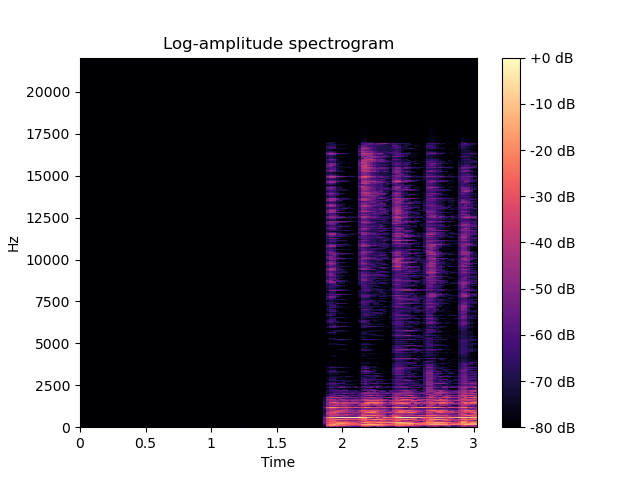 Log-amplitude spectrogram
+0 dB
20000
-10 dB
17500
-20 dB
15000
-30 dB
12500
Hz
-40 dB
10000
-50 dB
7500
-60 dB
5000
-70 dB
2500
0
-80 dB
0 0.5 1 1.5 2 2.5 3
Time